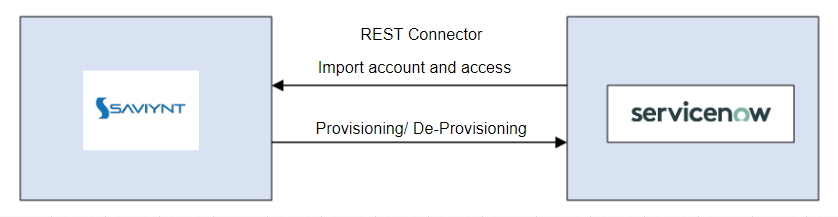 REST Connector
Import account and access
SAVIYNT
servicenow
Provisioning/ De-Provisioning